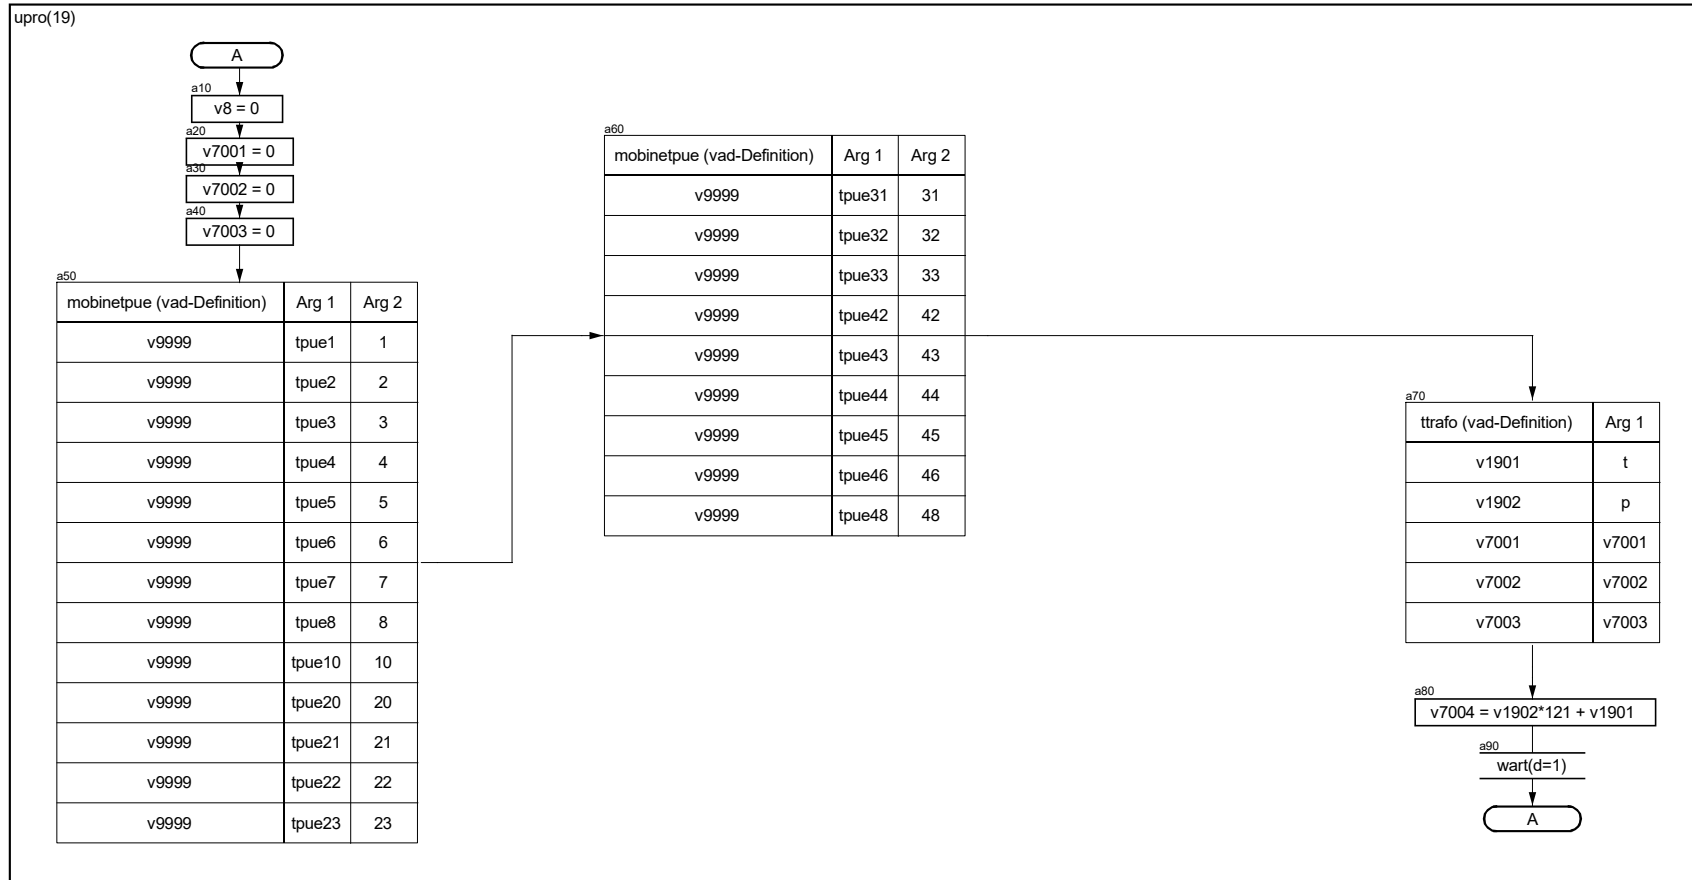 upro(19)
A
a10
v8 = 0
a20
v7001 = 0
a30
v7002 = 0
a40
v7003 = 0
a50
mobinetpue (vad-Definition) Arg 1 Arg 2
v9999 tpue1 1
v9999 tpue2 2
v9999 tpue3 3
v9999 tpue4 4
v9999 tpue5 5
v9999 tpue6 6
v9999 tpue7 7
v9999 tpue8 8
v9999 tpue10 10
v9999 tpue20 20
v9999 tpue21 21
v9999 tpue22 22
v9999 tpue23 23
a60
mobinetpue (vad-Definition) Arg 1 Arg 2
v9999 tpue31 31
v9999 tpue32 32
v9999 tpue33 33
v9999 tpue42 42
v9999 tpue43 43
v9999 tpue44 44
v9999 tpue45 45
v9999 tpue46 46
v9999 tpue48 48
a70
ttrafo (vad-Definition) Arg 1
v1901 t
v1902 p
v7001 v7001
v7002 v7002
v7003 v7003
a80
v7004 = v1902*121 + v1901
a90
wart(d=1)
A